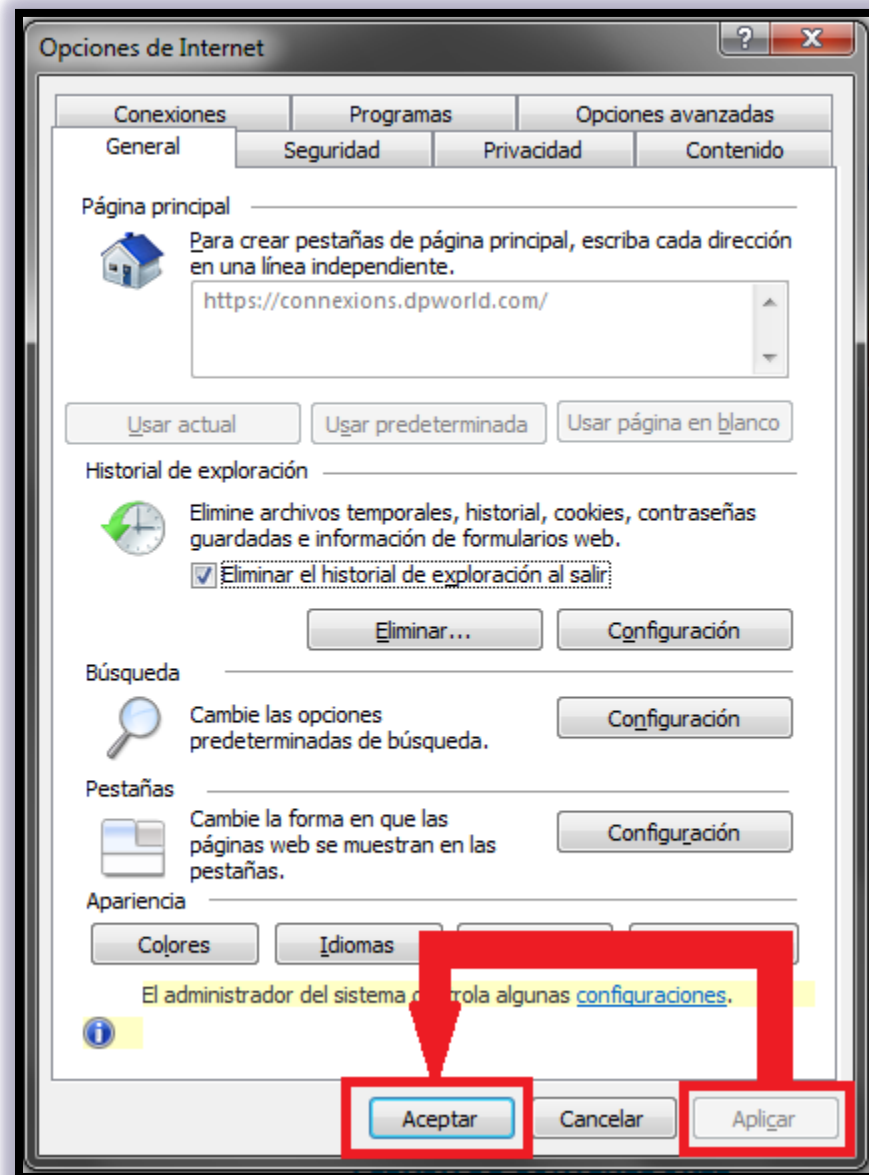 Opciones de Internet
?
X
Conexiones
Programas
Opciones avanzadas
General
Seguridad
Privacidad
Contenido
Página principal
Para crear pestañas de página principal, escriba cada dirección
en una línea independiente.
https://connexions.dpworld.com/
Usar actual
Usar predeterminada
Usar página en blanco
Historial de exploración
Elimine archivos temporales, historial, cookies, contraseñas
guardadas e información de formularios web.
Eliminar el historial de exploración al salir
Eliminar...
Configuración
Búsqueda
Cambie las opciones
predeterminadas de búsqueda.
Configuración
Pestañas
Cambie la forma en que las
páginas web se muestran en las
pestañas.
Configuración
Apariencia
Colores
Idiomas
El administrador del sistema algunas configuraciones.
Aceptar
Cancelar
Aplicar